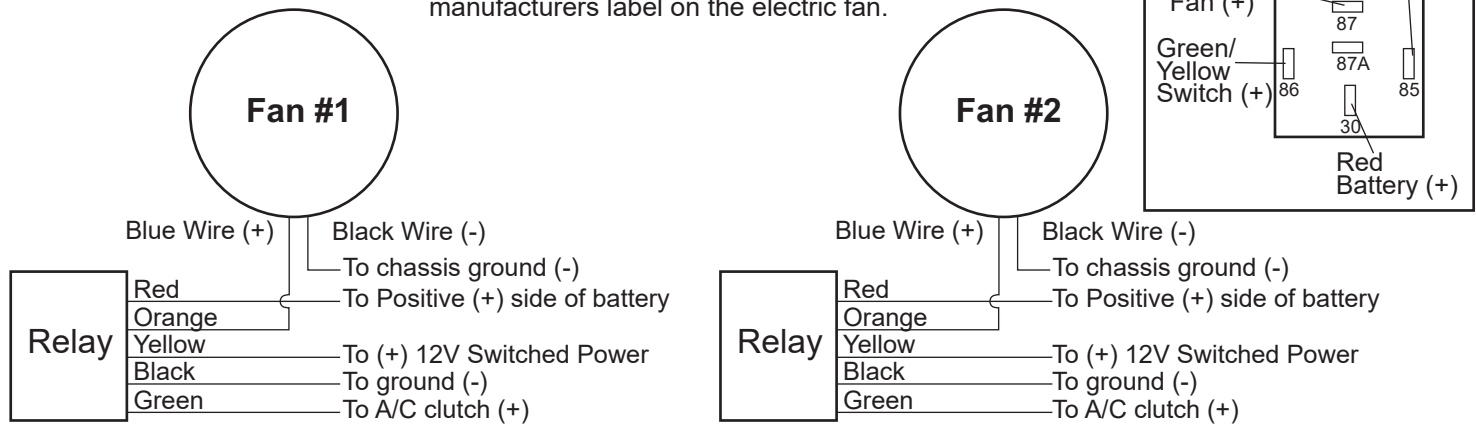 manufacturers label on the electric fan.
Fan (+)
87
Green/
Yellow
Switch (+)
87A
86
85
30
Red
Battery (+)
Fan #1
Fan #2
Blue Wire (+)
Black Wire (-)
To chassis ground (-)
Relay
Red
To Positive (+) side of battery
Orange
Yellow
To (+) 12V Switched Power
Black
To ground (-)
Green
To A/C clutch (+)
Blue Wire (+)
Black Wire (-)
To chassis ground (-)
Relay
Red
To Positive (+) side of battery
Orange
Yellow
To (+) 12V Switched Power
Black
To ground (-)
Green
To A/C clutch (+)